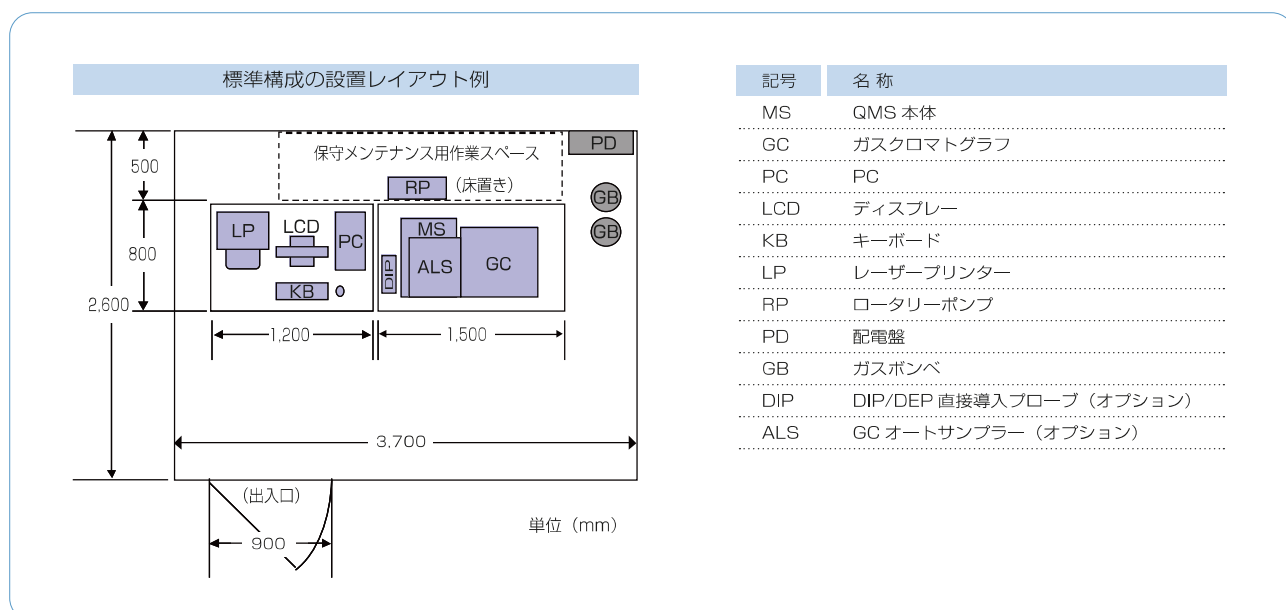 標準構成の設置レイアウト例
保守メンテナンス用作業スペース
PD
500
RP
(床置き)
GB
GB
800
LP
LCD
PC
KB
MS
DIP
ALS
GC
2,600
1,200
1,500
3,700
(出入口)
900
単位（mm）
記号 名 称
MS QMS 本体
GC ガスクロマトグラフ
PC PC
LCD ディスプレー
KB キーボード
LP レーザープリンター
RP ロータリーポンプ
PD 配電盤
GB ガスボンベ
DIP DIP/DEP 直接導入プローブ（オプション）
ALS GC オートサンプラー（オプション）